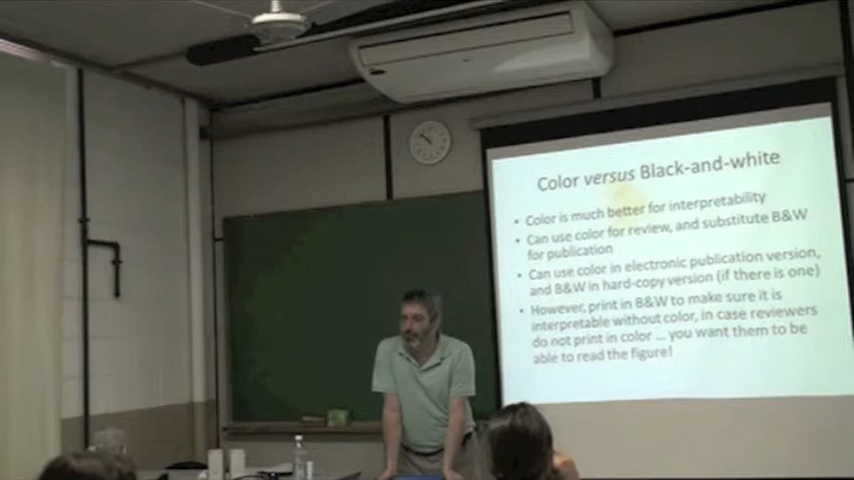 Color versus Black-and-white
• Color is much better for interpretability
• Can use color for review, and substitute B&W
for publication
• Can use color in electronic publication version,
and B&W in hard-copy version (if there is one)
• However, print in B&W to make sure it is
interpretable without color, in case reviewers
do not print in color ... you want them to be
able to read the figure!